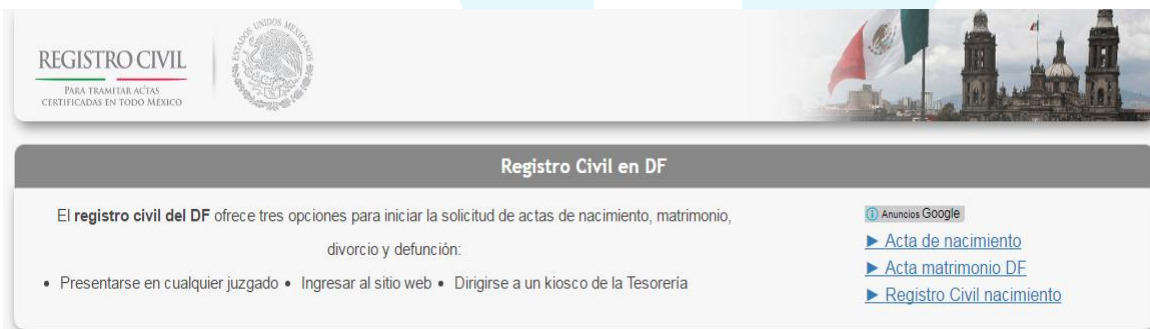 REGISTRO CIVIL
PARA TRAMITAR ACTAS
CERTIFICADAS EN TODO MÉXICO
ESTADOS UNIDOS MEXICANOS
Registro Civil en DF
El registro civil del DF ofrece tres opciones para iniciar la solicitud de actas de nacimiento, matrimonio,
divorcio y defunción:
• Presentarse en cualquier juzgado • Ingresar al sitio web • Dirigirse a un kiosco de la Tesorería
Anuncios Google
► Acta de nacimiento
► Acta matrimonio DF
► Registro Civil nacimiento